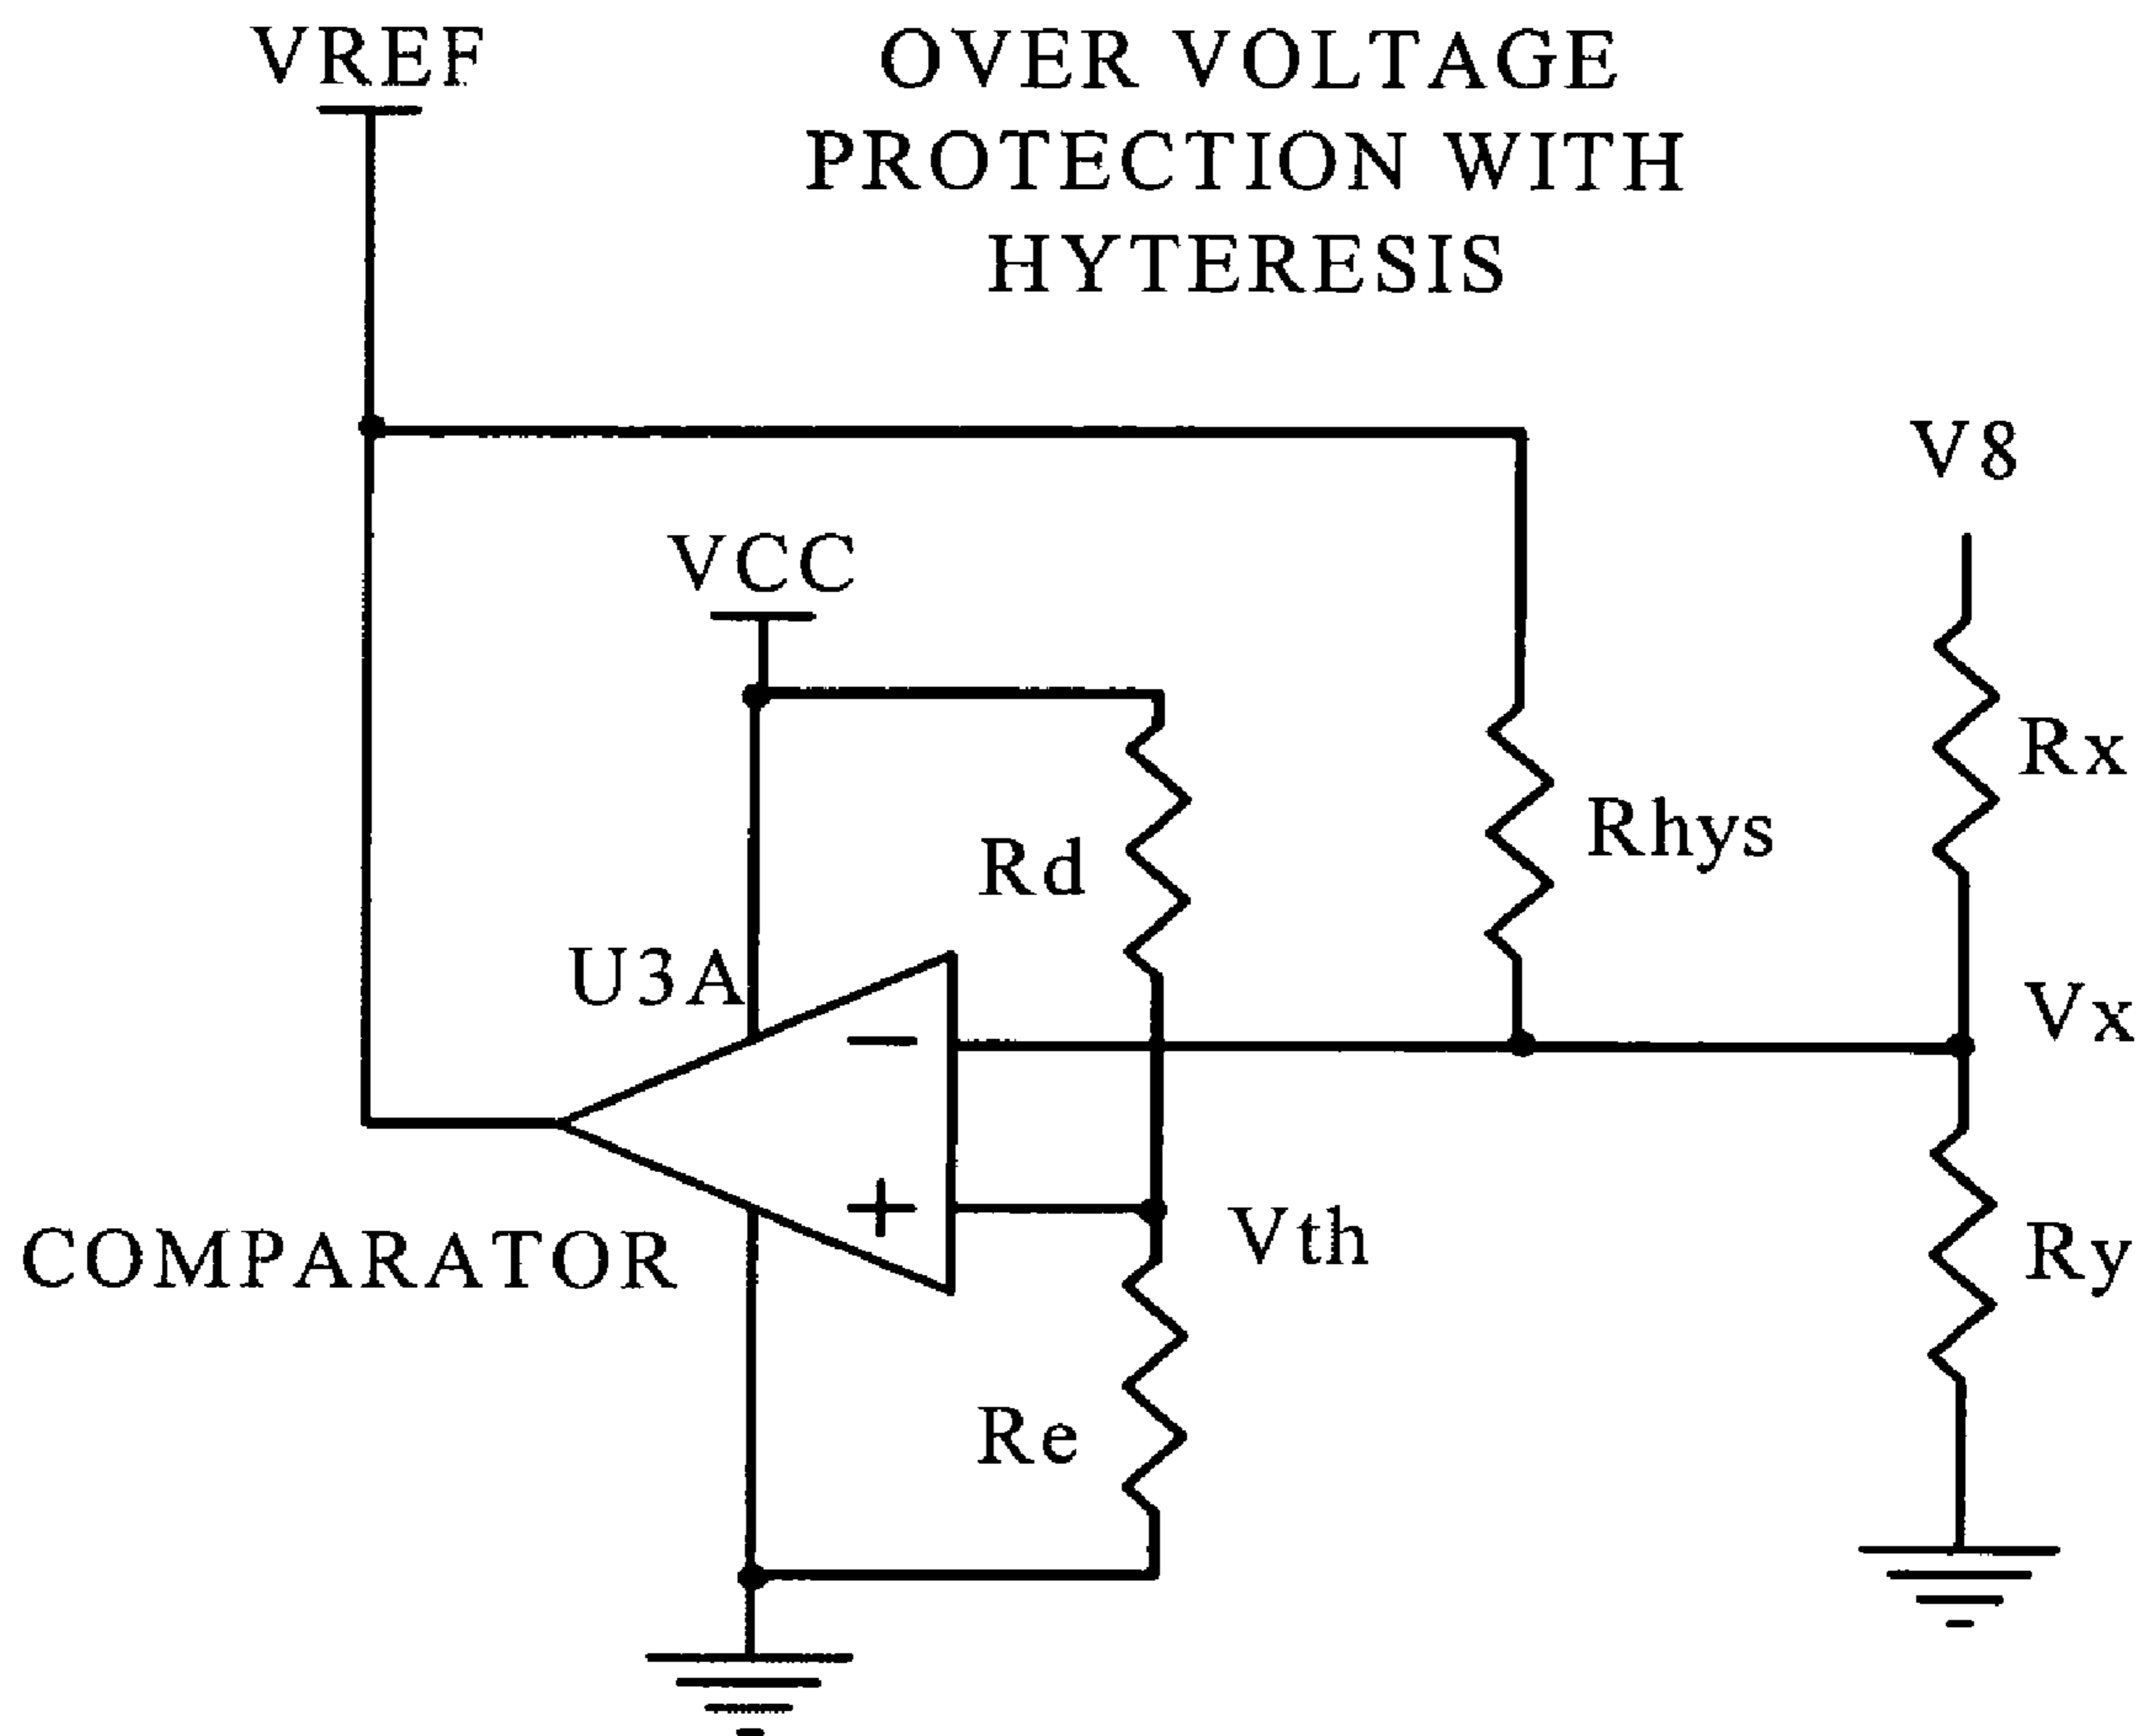 VREF
OVER VOLTAGE
PROTECTION WITH
HYTERESIS
V8
VCC
Rx
Rhys
Rd
U3A
Vx
−
+
Vth
COMPARATOR
Ry
Re